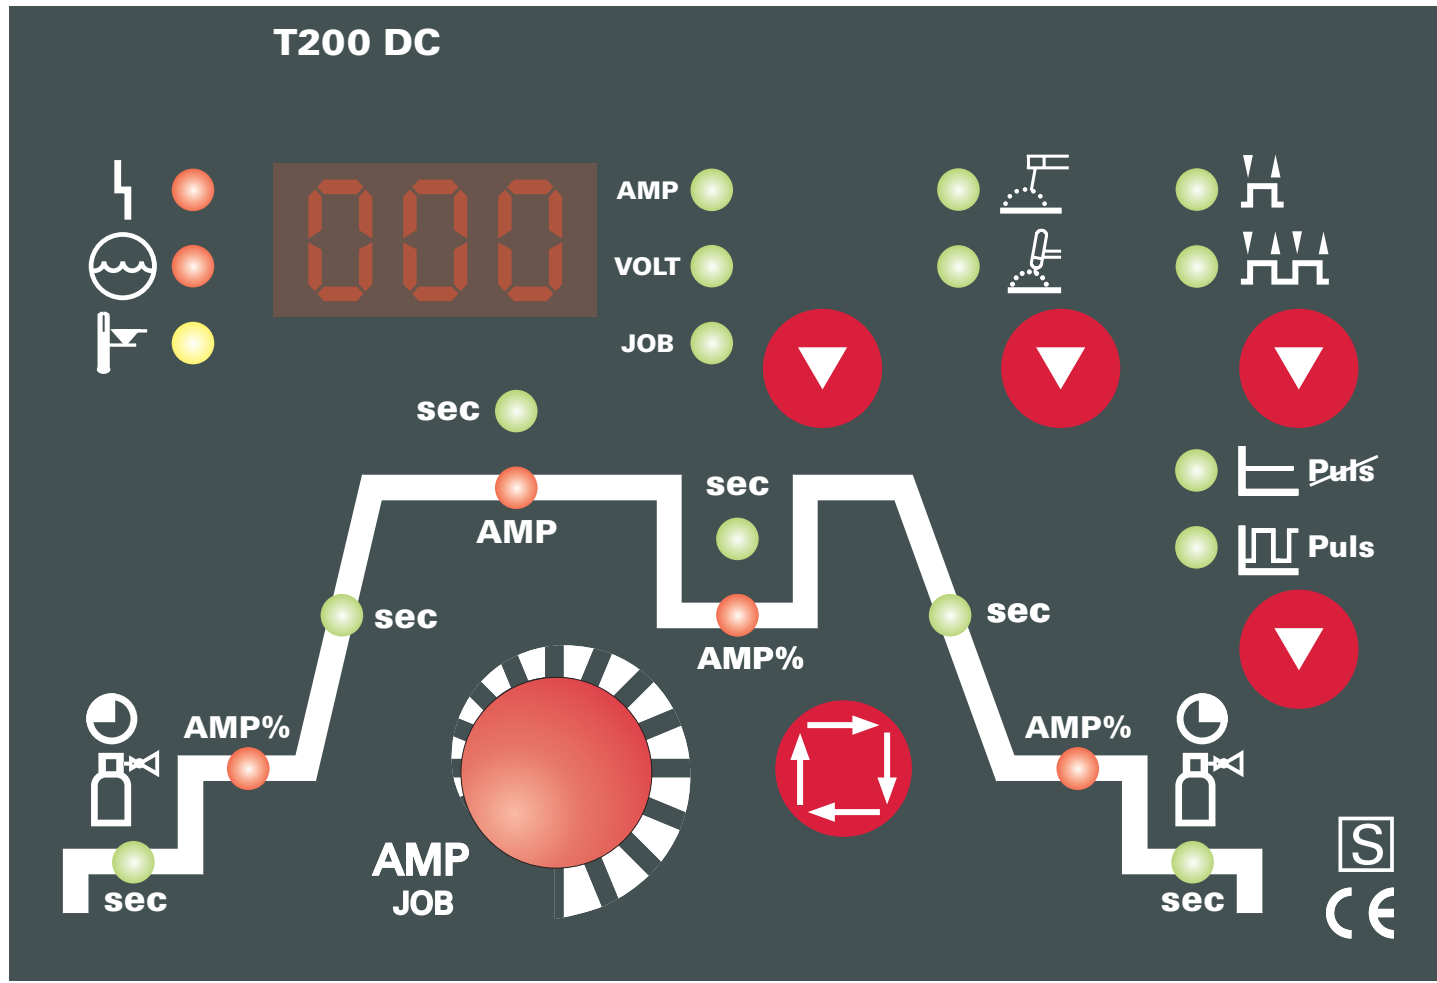 T200 DC
000
AMP
VOLT
JOB
sec
AMP
sec
AMP%
sec
sec
Puls
Puls
AMP%
sec
AMP
JOB
AMP%
sec
S
CE